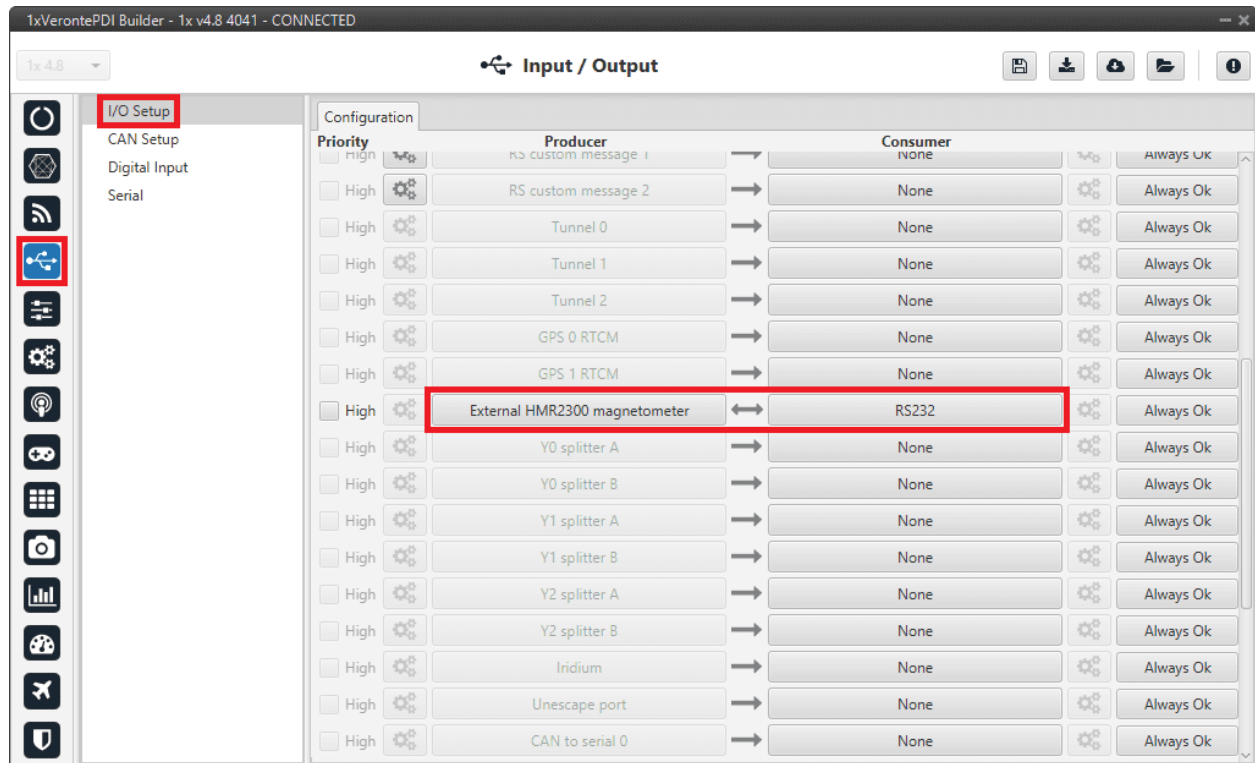 1xVerontePDI Builder - 1x v4.8 4041 - CONNECTED
1x 4.8
Input / Output
I/O Setup
CAN Setup
Digital Input
Serial
Configuration
Priority Producer Consumer
High RS custom message 1 None Always Ok
High RS custom message 2 None Always Ok
High Tunnel 0 None Always Ok
High Tunnel 1 None Always Ok
High Tunnel 2 None Always Ok
High GPS 0 RTCM None Always Ok
High GPS 1 RTCM None Always Ok
High External HMR2300 magnetometer RS232 Always Ok
High Y0 splitter A None Always Ok
High Y0 splitter B None Always Ok
High Y1 splitter A None Always Ok
High Y1 splitter B None Always Ok
High Y2 splitter A None Always Ok
High Y2 splitter B None Always Ok
High Iridium None Always Ok
High Unescape port None Always Ok
High CAN to serial 0 None Always Ok